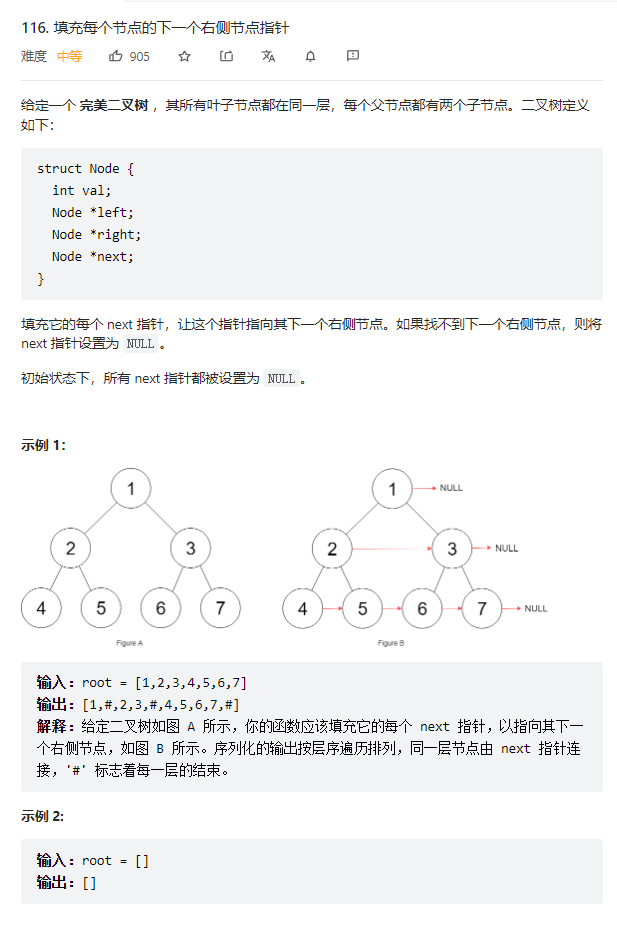 116. 填充每个节点的下一个右侧节点指针
难度 中等 905
给定一个 完美二叉树 ，其所有叶子节点都在同一层，每个父节点都有两个子节点。二叉树定义
如下：
struct Node {
  int val;
  Node *left;
  Node *right;
  Node *next;
}
填充它的每个 next 指针，让这个指针指向其下一个右侧节点。如果找不到下一个右侧节点，则将
next 指针设置为 NULL 。
初始状态下，所有 next 指针都被设置为 NULL 。
示例 1：
1 1 NULL
2 3 2 3 NULL
4 5 6 7 4 5 6 7 NULL
Figure A Figure B
输入：root = [1,2,3,4,5,6,7]
输出：[1,#,2,3,#,4,5,6,7,#]
解释：给定二叉树如图 A 所示，你的函数应该填充它的每个 next 指针，以指向其下一
个右侧节点，如图 B 所示。序列化的输出按层序遍历排列，同一层节点由 next 指针连
接，'#' 标志着每一层的结束。
示例 2:
输入：root = []
输出：[]